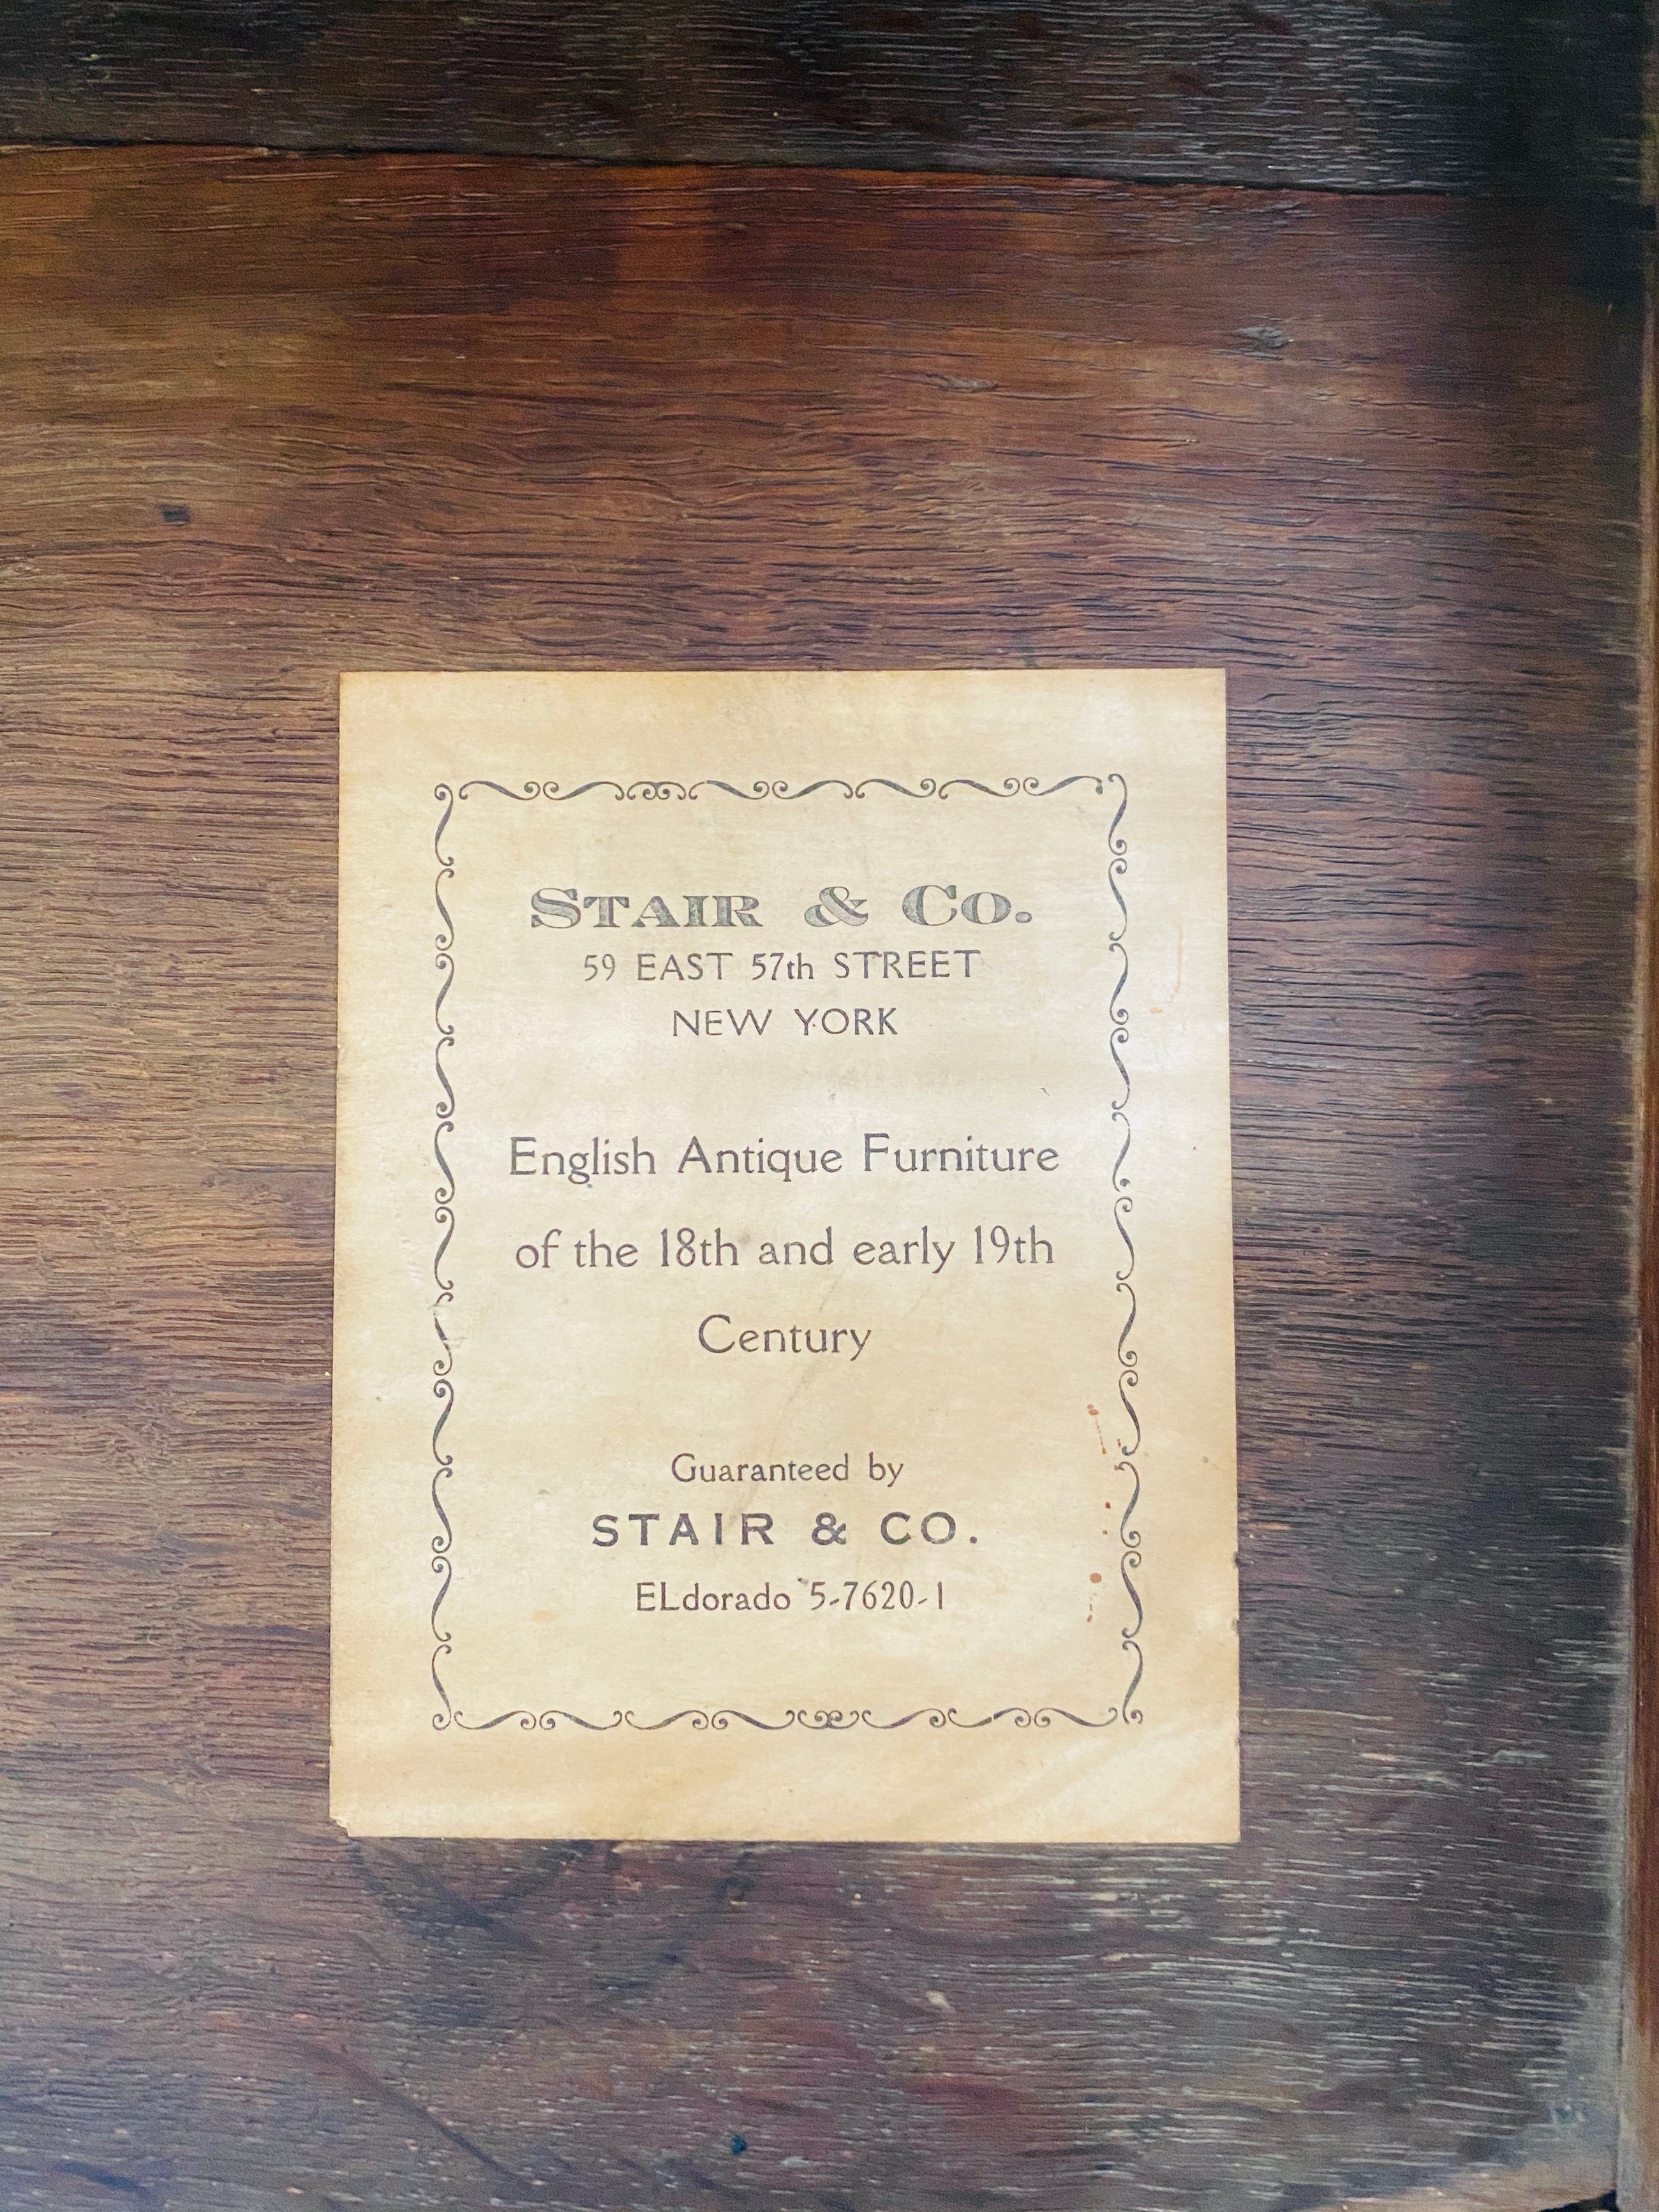 STAIR & CO.
59 EAST 57th STREET
NEW YORK
English Antique Furniture
of the 18th and early 19th
Century
Guaranteed by
STAIR & CO.
ELdorado 5-7620-1